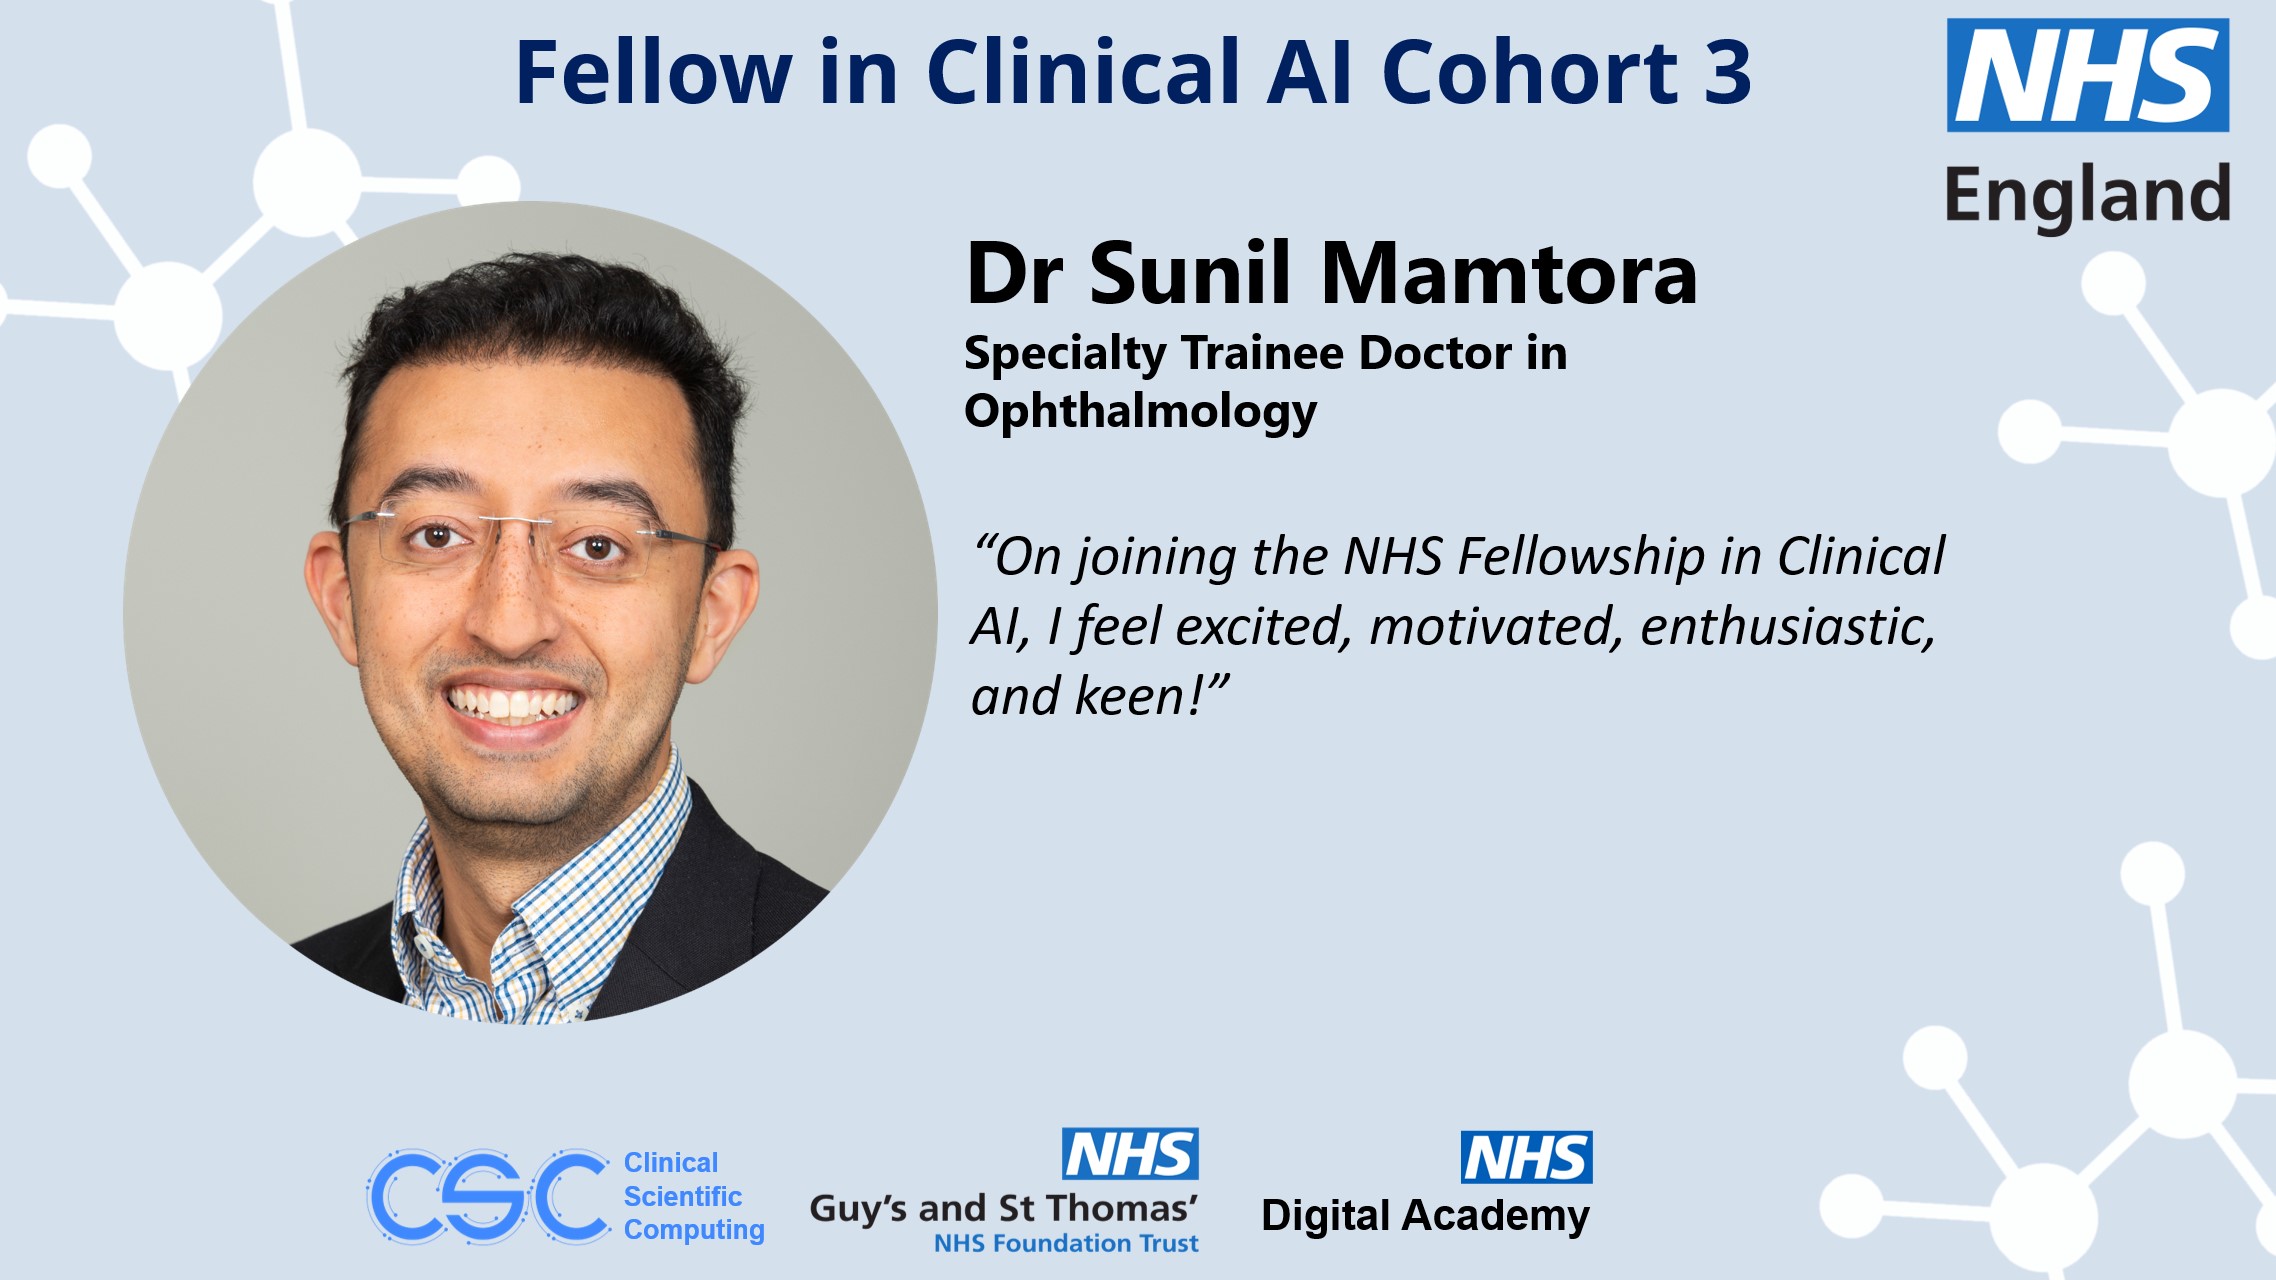 Fellow in Clinical AI Cohort 3
NHS
England
Dr Sunil Mamtora
Specialty Trainee Doctor in
Ophthalmology
“On joining the NHS Fellowship in Clinical
AI, I feel excited, motivated, enthusiastic,
and keen!”
CSC
Clinical
Scientific
Computing
NHS
Guy’s and St Thomas’
NHS Foundation Trust
NHS
Digital Academy